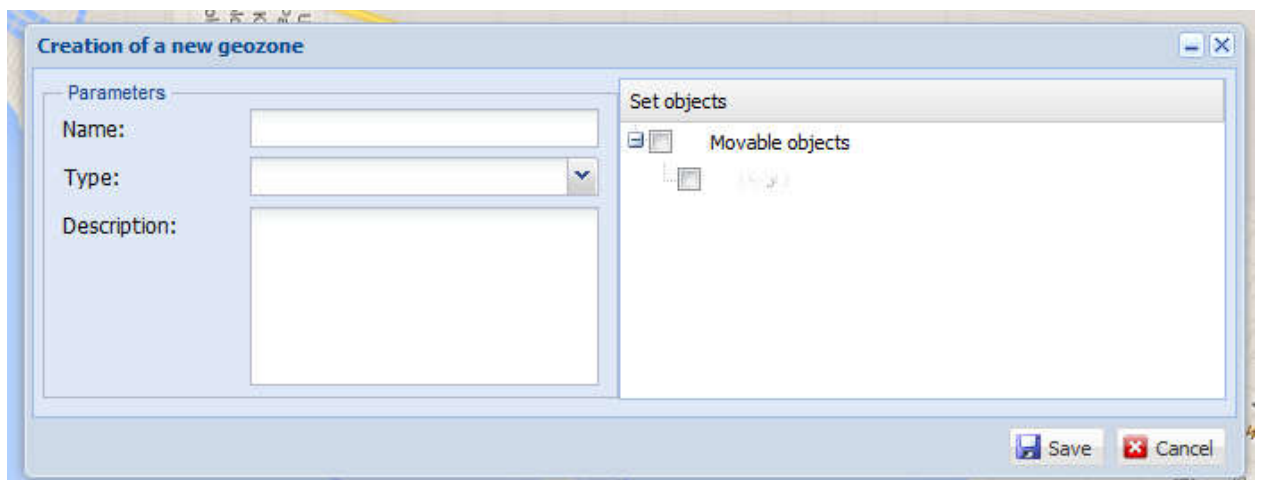 Creation of a new geozone
Parameters
Name:
Type:
Description:
Set objects
Movable objects
Save
Cancel